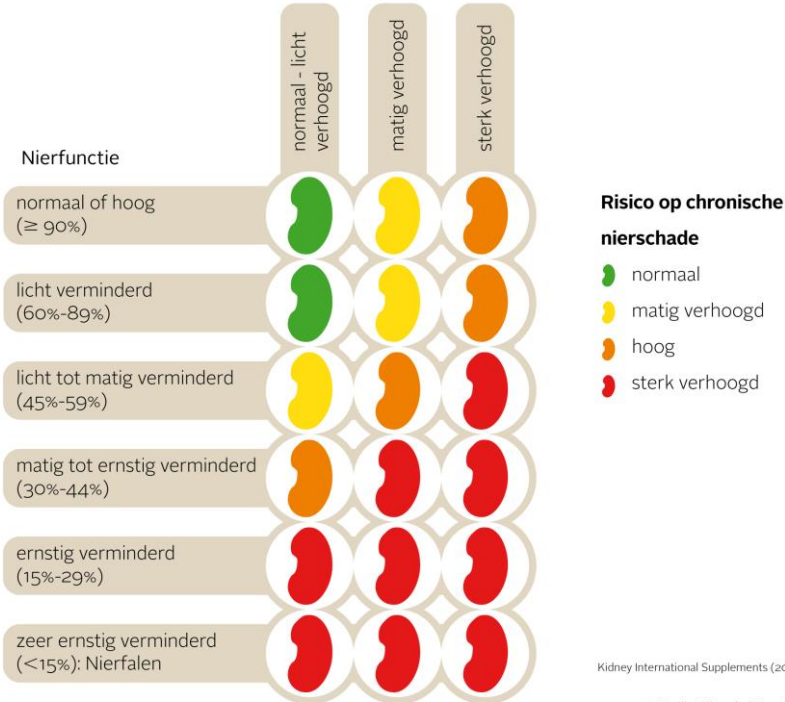 normaal - licht
verhoogd
matig verhoogd
sterk verhoogd
Nierfunctie
normaal of hoog
(≥ 90%)
licht verminderd
(60%-89%)
licht tot matig verminderd
(45%-59%)
matig tot ernstig verminderd
(30%-44%)
ernstig verminderd
(15%-29%)
zeer ernstig verminderd
(<15%): Nierfalen
Risico op chronische
nierschade
normaal
matig verhoogd
hoog
sterk verhoogd
Kidney International Supplements (20